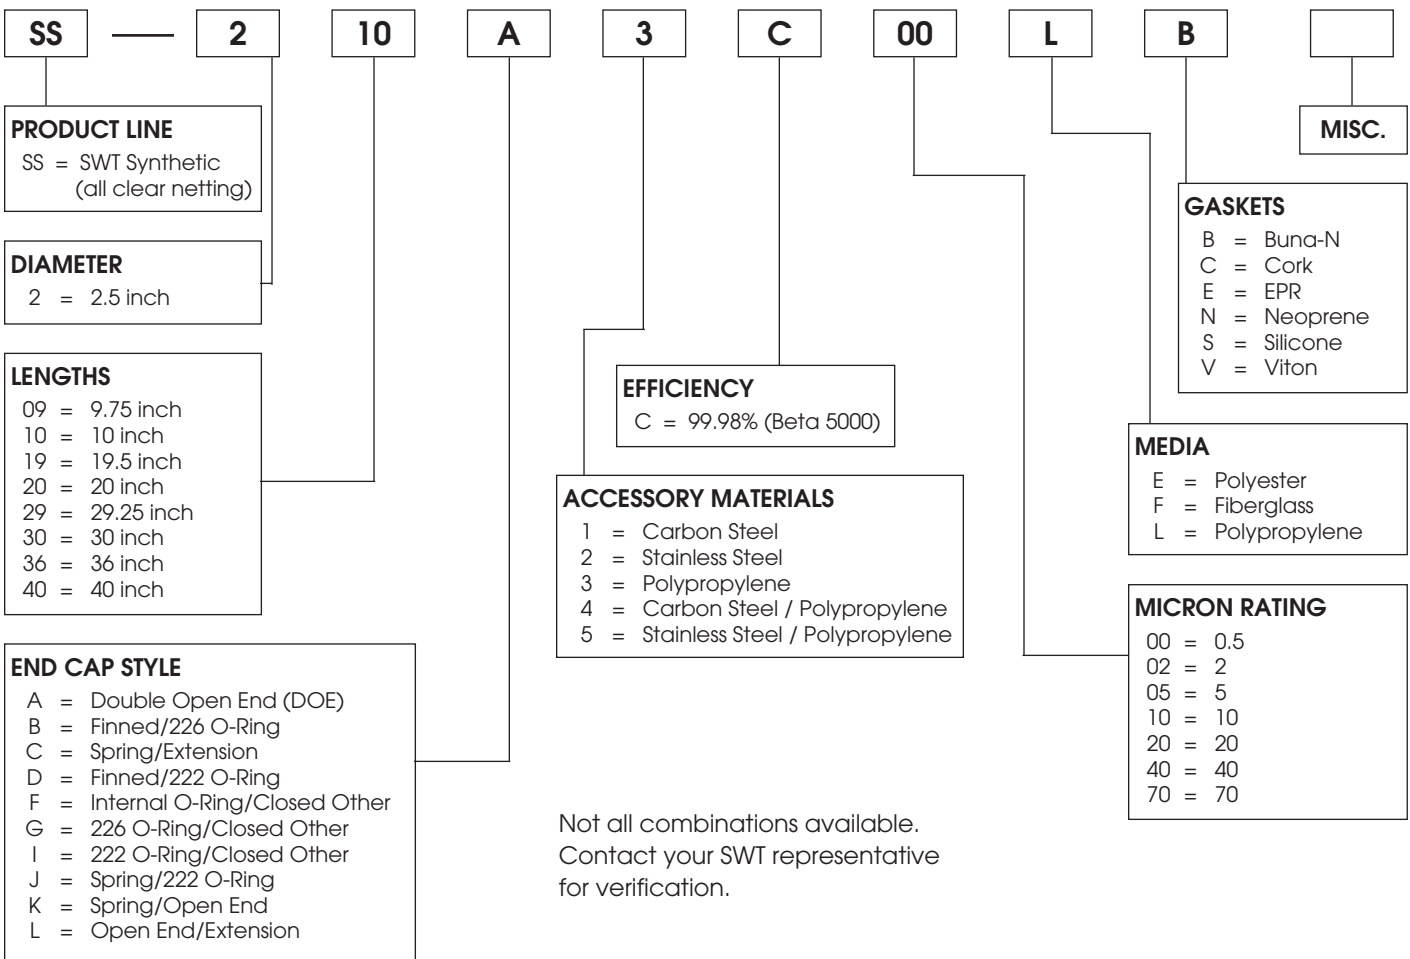 SS — 2 10 A 3 C 00 L B
PRODUCT LINE
SS = SWT Synthetic
(all clear netting)
DIAMETER
2 = 2.5 inch
LENGTHS
09 = 9.75 inch
10 = 10 inch
19 = 19.5 inch
20 = 20 inch
29 = 29.25 inch
30 = 30 inch
36 = 36 inch
40 = 40 inch
END CAP STYLE
A = Double Open End (DOE)
B = Finned/226 O-Ring
C = Spring/Extension
D = Finned/222 O-Ring
F = Internal O-Ring/Closed Other
G = 226 O-Ring/Closed Other
I = 222 O-Ring/Closed Other
J = Spring/222 O-Ring
K = Spring/Open End
L = Open End/Extension
ACCESSORY MATERIALS
1 = Carbon Steel
2 = Stainless Steel
3 = Polypropylene
4 = Carbon Steel / Polypropylene
5 = Stainless Steel / Polypropylene
EFFICIENCY
C = 99.98% (Beta 5000)
MICRON RATING
00 = 0.5
02 = 2
05 = 5
10 = 10
20 = 20
40 = 40
70 = 70
MEDIA
E = Polyester
F = Fiberglass
L = Polypropylene
GASKETS
B = Buna-N
C = Cork
E = EPR
N = Neoprene
S = Silicone
V = Viton
MISC.
Not all combinations available.
Contact your SWT representative
for verification.